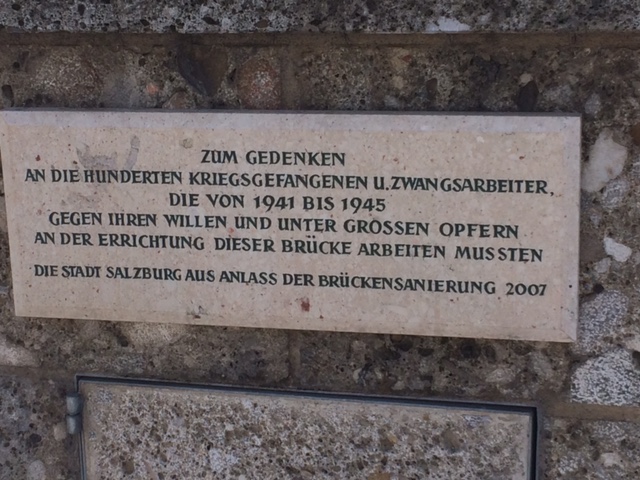 ZUM GEDENKEN
AN DIE HUNDERTEN KRIEGSGEFANGENEN U. ZWANGSARBEITER,
DIE VON 1941 BIS 1945
GEGEN IHREN WILLEN UND UNTER GROSSEN OPFERN
AN DER ERRICHTUNG DIESER BRÜCKE ARBEITEN MUSSTEN
DIE STADT SALZBURG AUS ANLASS DER BRÜCKENSANIERUNG 2007